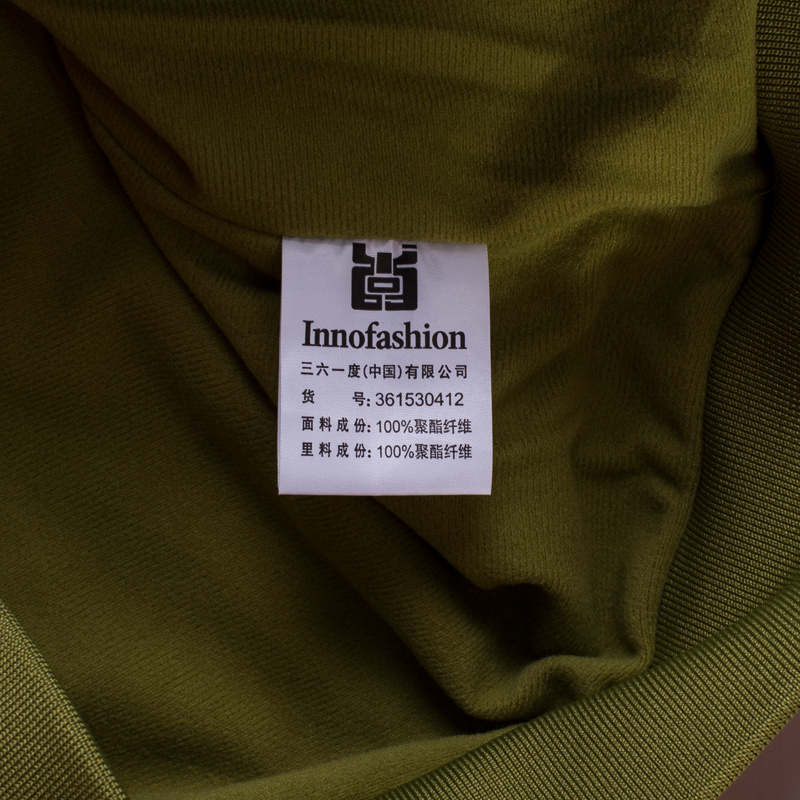 Innofashion
三六一度(中国)有限公司
货 号: 361530412
面料成份: 100%聚酯纤维
里料成份: 100%聚酯纤维